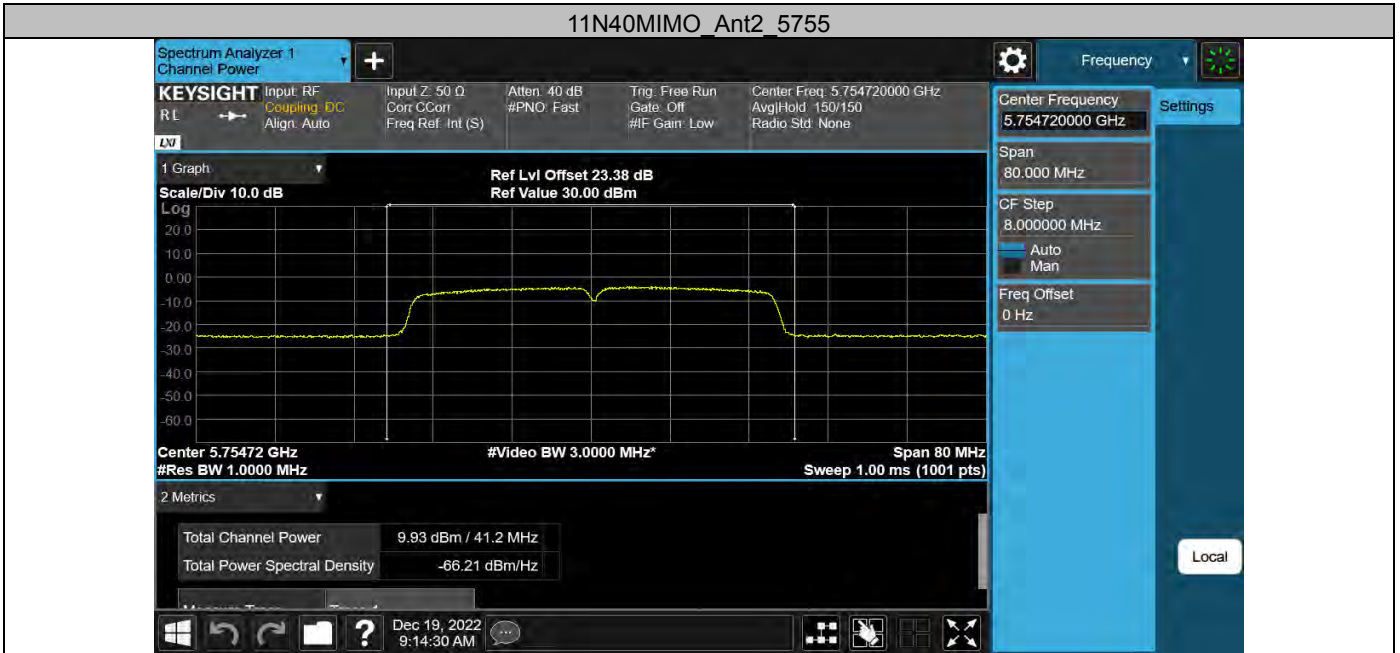 11N40MIMO_Ant2_5755
Spectrum Analyzer 1
Channel Power
+
Frequency
KEYSIGHT
RL
LXI
Input: RF
Coupling: DC
Align: Auto
Input Z: 50 Ω
Corr CCorr
Freq Ref: Int (S)
Atten: 40 dB
#PNO: Fast
Trig: Free Run
Gate: Off
#IF Gain: Low
Center Freq: 5.754720000 GHz
Avg|Hold: 150/150
Radio Std: None
Center Frequency
5.754720000 GHz
Settings
Span
80.000 MHz
CF Step
8.000000 MHz
Auto
Man
Freq Offset
0 Hz
1 Graph
Scale/Div 10.0 dB
Ref Lvl Offset 23.38 dB
Ref Value 30.00 dBm
Log
20.0
10.0
0.00
-10.0
-20.0
-30.0
-40.0
-50.0
-60.0
Center 5.75472 GHz
#Res BW 1.0000 MHz
#Video BW 3.0000 MHz*
Span 80 MHz
Sweep 1.00 ms (1001 pts)
2 Metrics
Total Channel Power 9.93 dBm / 41.2 MHz
Total Power Spectral Density -66.21 dBm/Hz
Local
?
Dec 19, 2022
9:14:30 AM